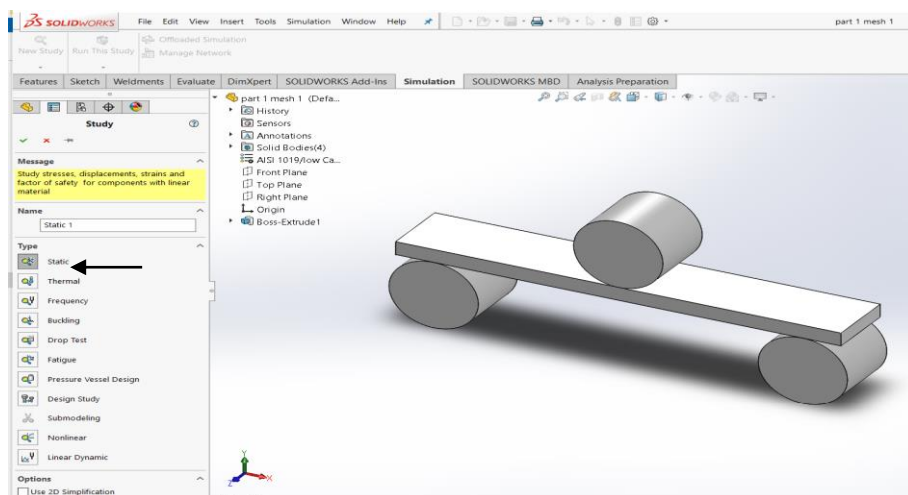 SOLIDWORKS File Edit View Insert Tools Simulation Window Help part 1 mesh 1
New Study Run This Study Offloaded Simulation
Manage Network
Features Sketch Weldments Evaluate DimXpert SOLIDWORKS Add-Ins Simulation SOLIDWORKS MBD Analysis Preparation
Study
Message
Study stresses, displacements, strains and
factor of safety for components with linear
material
Name
Static 1
Type
Static
Thermal
Frequency
Buckling
Drop Test
Fatigue
Pressure Vessel Design
Design Study
Submodeling
Nonlinear
Linear Dynamic
Options
Use 2D Simplification
part 1 mesh 1 (Defa...
History
Sensors
Annotations
Solid Bodies(4)
AISI 1019/low Ca...
Front Plane
Top Plane
Right Plane
Origin
Boss-Extrude1
Y
Z X